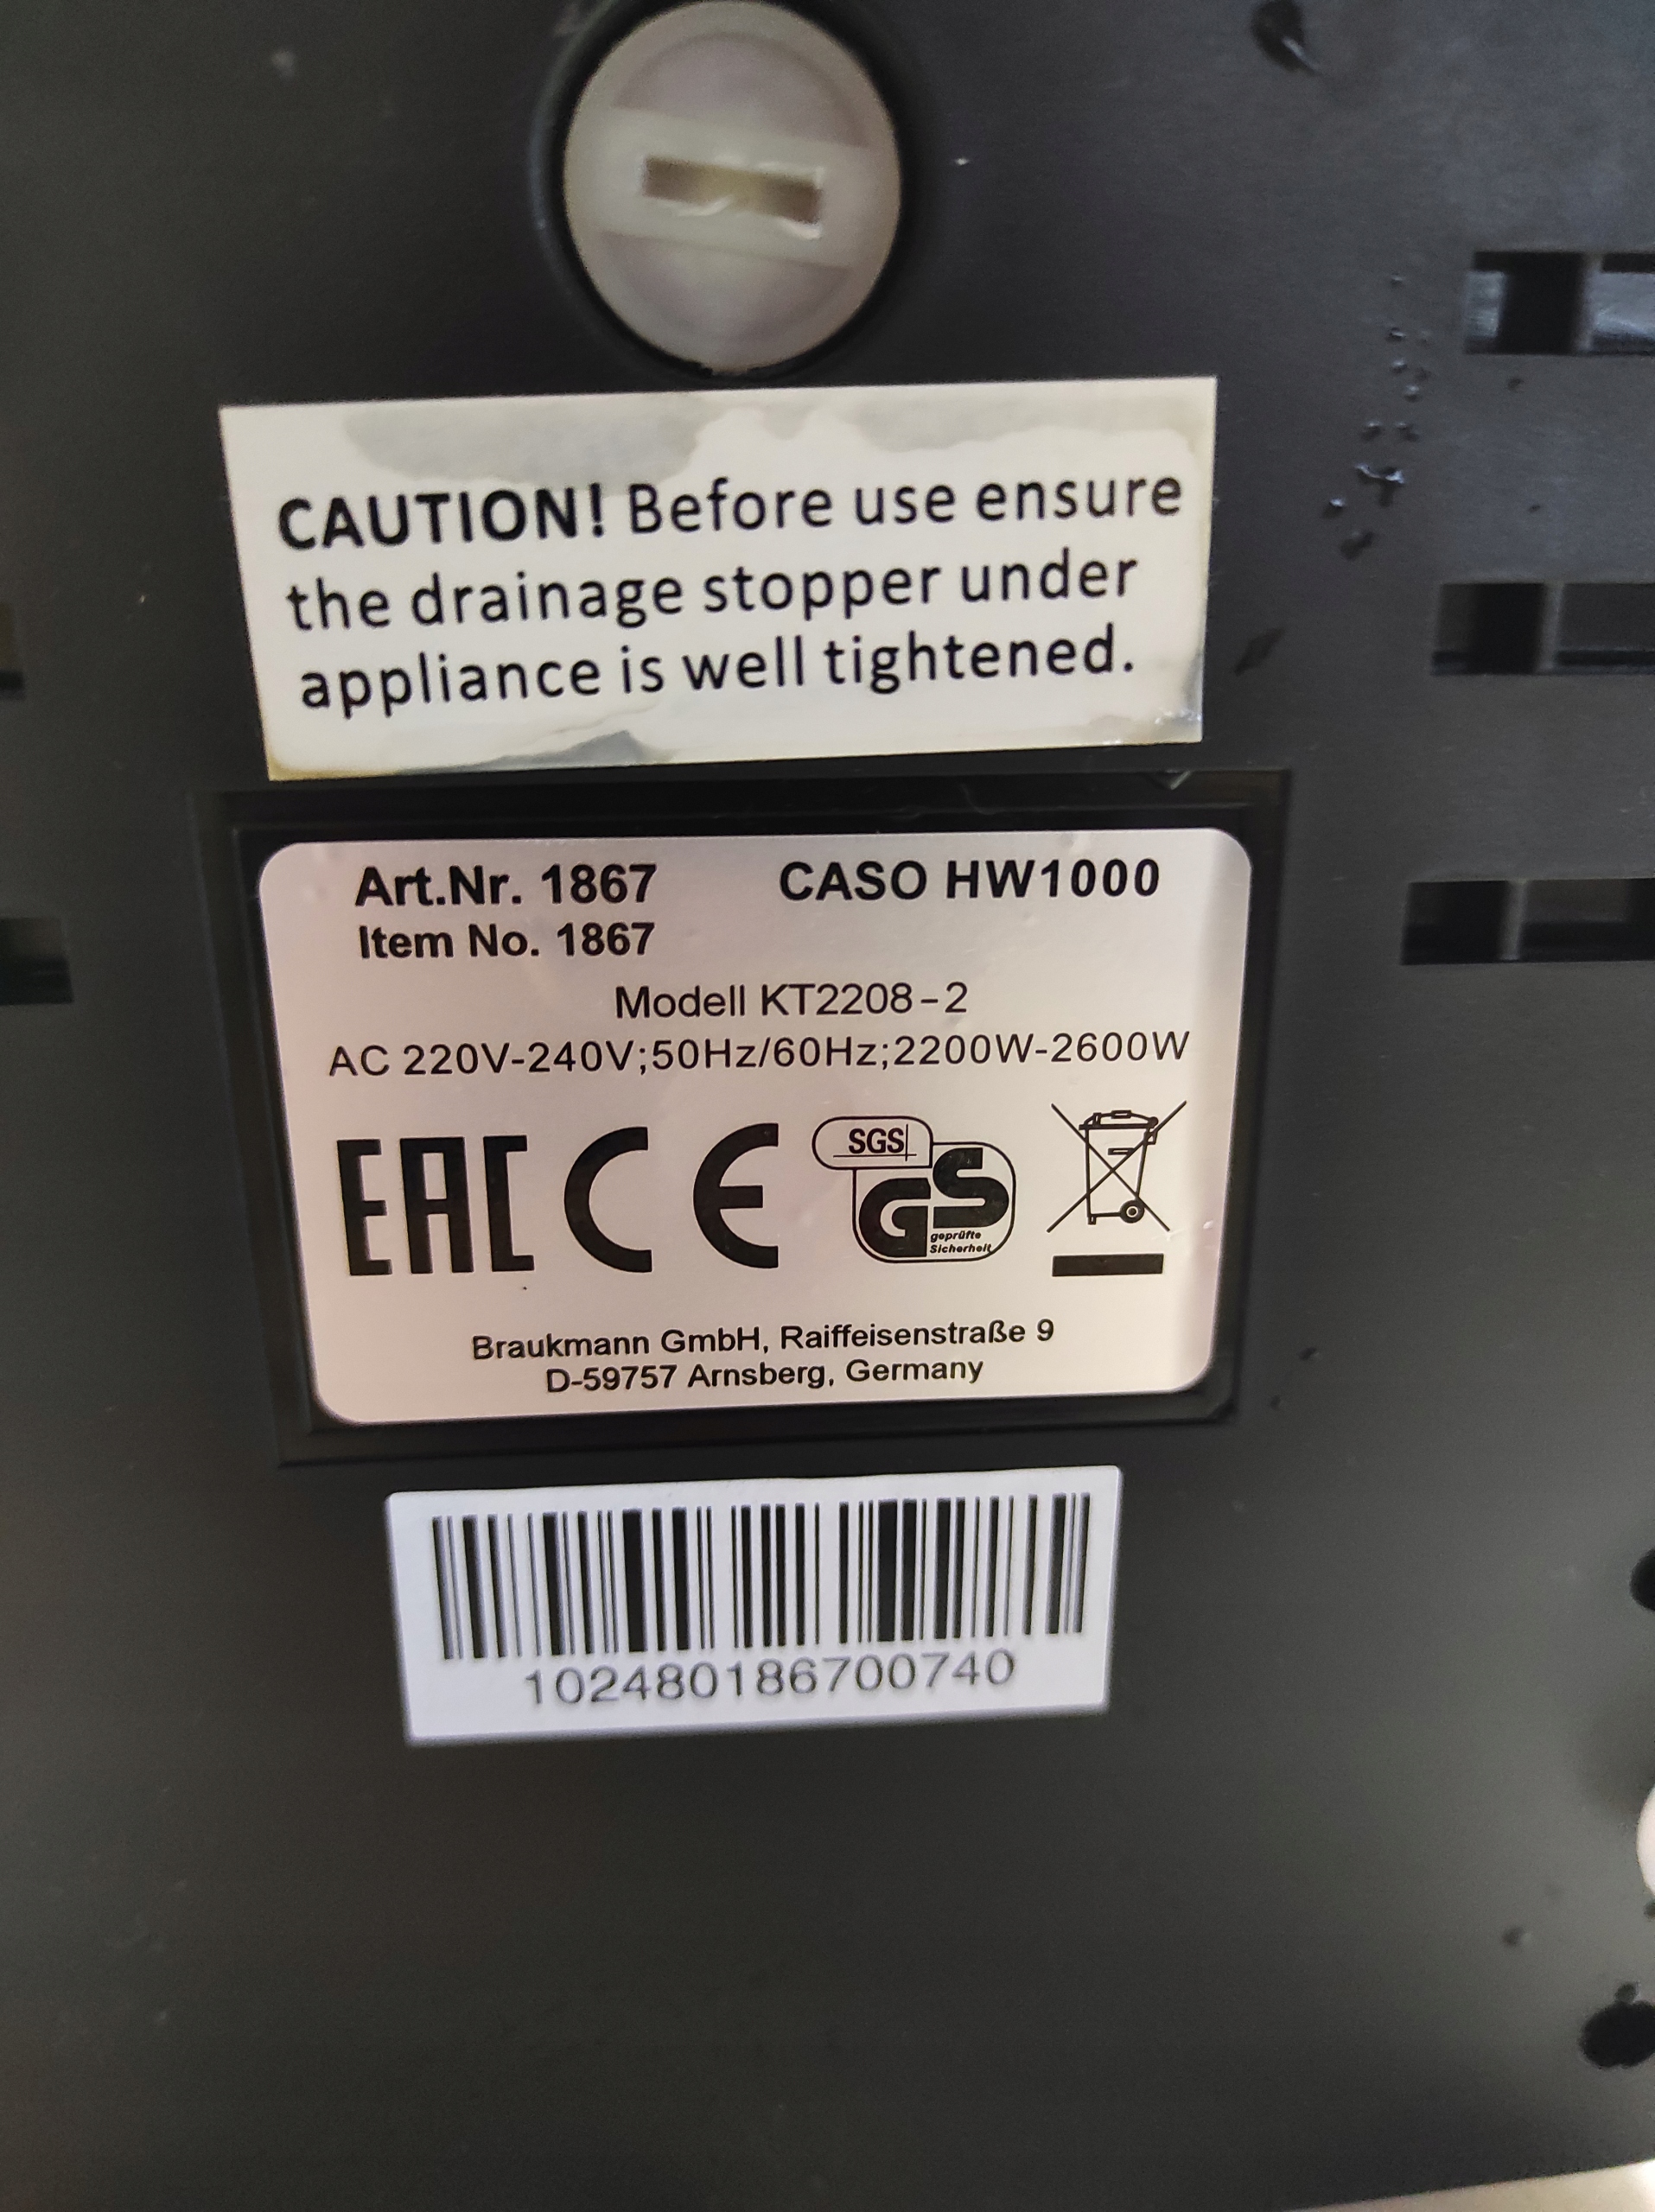 CAUTION! Before use ensure
the drainage stopper under
appliance is well tightened.
Art.Nr. 1867 CASO HW1000
Item No. 1867
Modell KT2208-2
AC 220V-240V;50Hz/60Hz;2200W-2600W
EAC CE SGS GS geprüfte
Sicherheit
Braukmann GmbH, Raiffeisenstraße 9
D-59757 Arnsberg, Germany
102480186700740